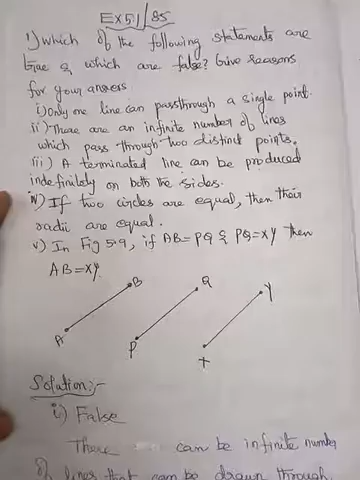 EX 5.1/85
1) which of the following statements are
true & which are false? Give reasons
for your answers
i) Only one line can passthrough a single point.
ii) There are an infinite number of lines
which pass through two distinct points.
iii) A terminated line can be produced
indefinitely on both the sides.
iv) If two circles are equal, then their
radii are equal.
v) In Fig 5.9, if AB=PQ & PQ=XY then
AB=XY.
B Q Y
A P X
Solution:-
i) False
There can be infinite number
of lines that can be drawn through